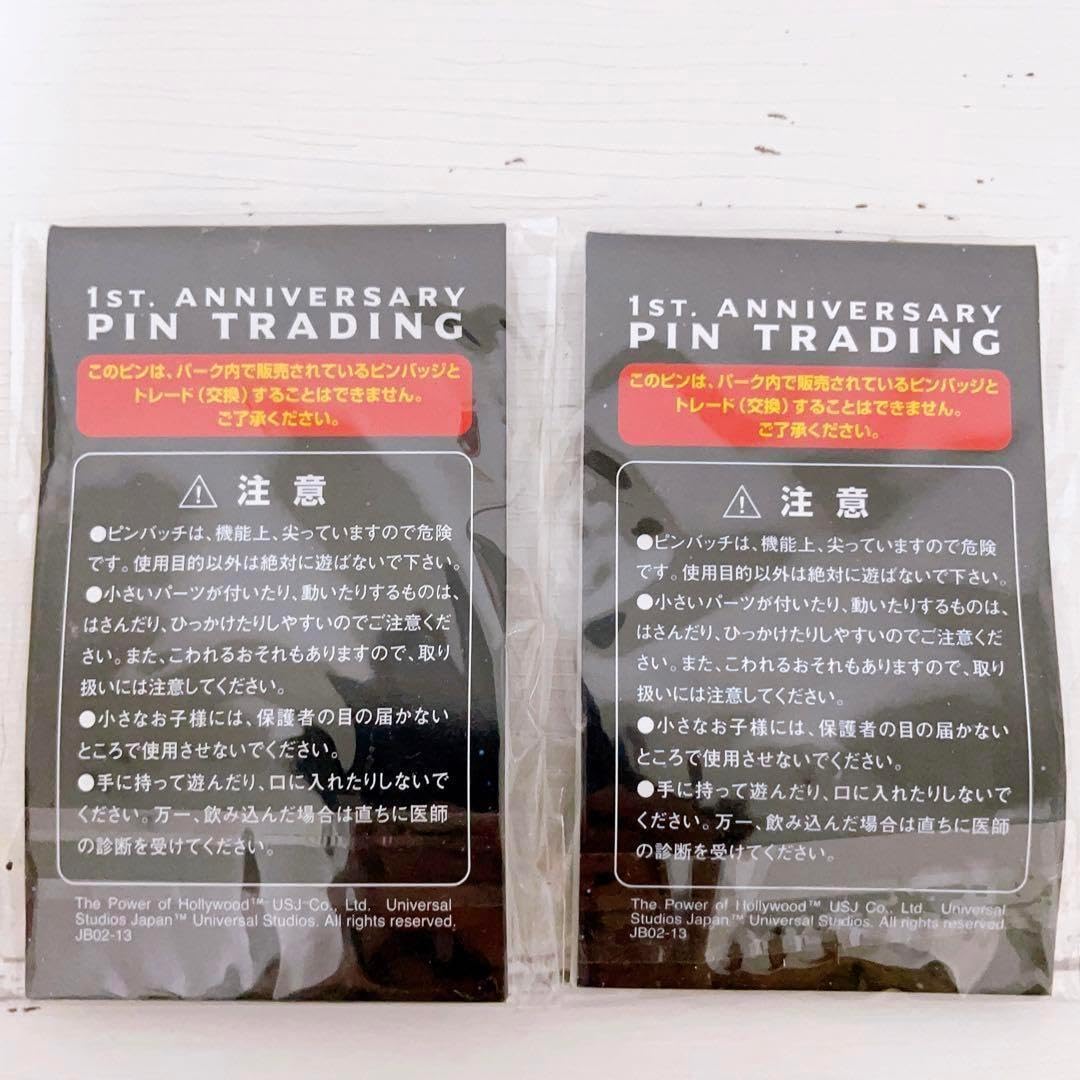 1ST. ANNIVERSARY
PIN TRADING
このピンは、パーク内で販売されているピンバッジと
トレード(交換)することはできません。
ご了承ください。
注意
●ピンバッチは、機能上、尖っていますので危険
です。使用目的以外は絶対に遊ばないで下さい。
●小さいパーツが付いたり、動いたりするものは、
はさんだり、ひっかけたりしやすいのでご注意くだ
さい。また、こわれるおそれもありますので、取り
扱いには注意してください。
●小さなお子様には、保護者の目の届かない
ところで使用させないでください。
●手に持って遊んだり、口に入れたりしないで
ください。万一、飲み込んだ場合は直ちに医師
の診断を受けてください。
The Power of Hollywood™ USJ Co., Ltd. Universal
Studios Japan™ Universal Studios. All rights reserved.
JB02-13
1ST. ANNIVERSARY
PIN TRADING
このピンは、パーク内で販売されているピンバッジと
トレード(交換)することはできません。
ご了承ください。
注意
●ピンバッチは、機能上、尖っていますので危険
です。使用目的以外は絶対に遊ばないで下さい。
●小さいパーツが付いたり、動いたりするものは、
はさんだり、ひっかけたりしやすいのでご注意くだ
さい。また、こわれるおそれもありますので、取り
扱いには注意してください。
●小さなお子様には、保護者の目の届かない
ところで使用させないでください。
●手に持って遊んだり、口に入れたりしないで
ください。万一、飲み込んだ場合は直ちに医師
の診断を受けてください。
The Power of Hollywood™ USJ Co., Ltd. Universal
Studios Japan™ Universal Studios. All rights reserved.
JB02-13